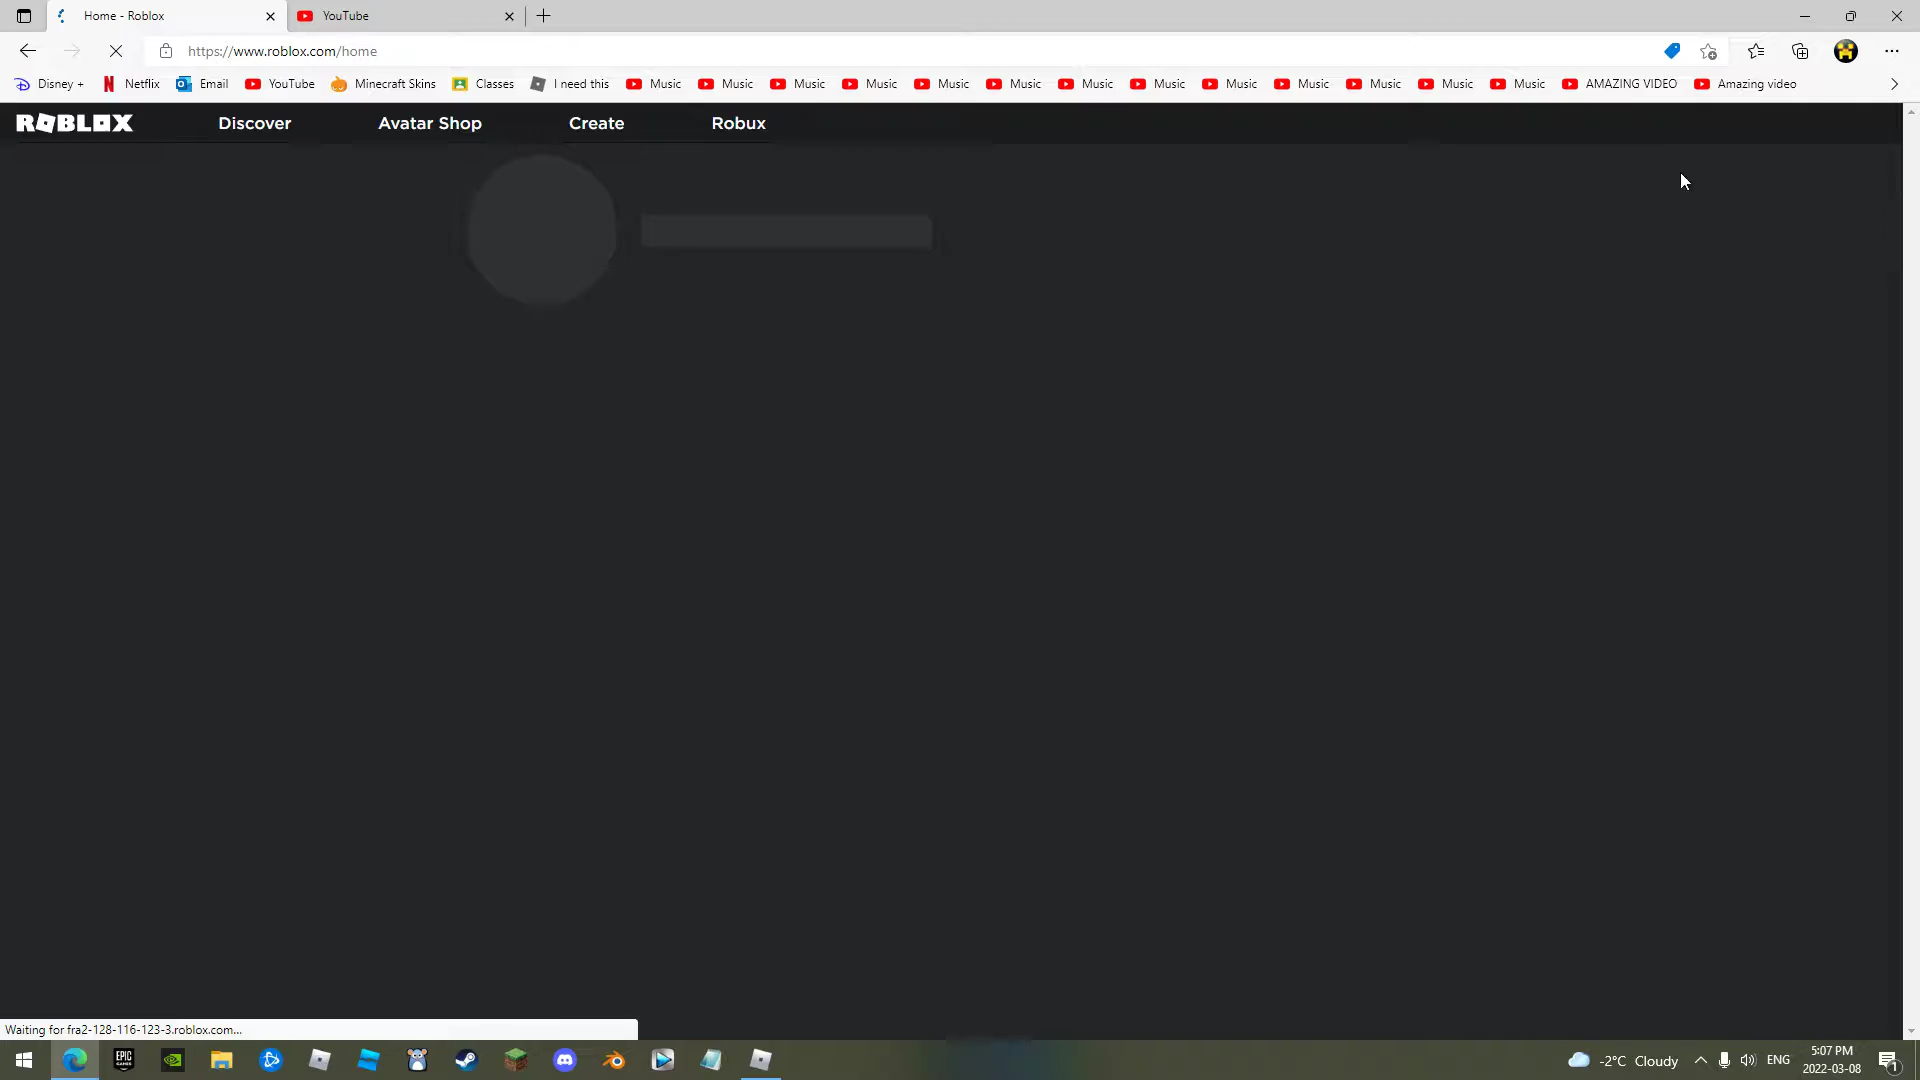 Home - Roblox
YouTube
https://www.roblox.com/home
Disney +
Netflix
Email
YouTube
Minecraft Skins
Classes
I need this
Music
Music
Music
Music
Music
Music
Music
Music
Music
Music
Music
Music
Music
AMAZING VIDEO
Amazing video
ROBLOX
Discover
Avatar Shop
Create
Robux
Waiting for fra2-128-116-123-3.roblox.com...
EPIC GAMES
-2°C Cloudy
ENG
5:07 PM
2022-03-08
1